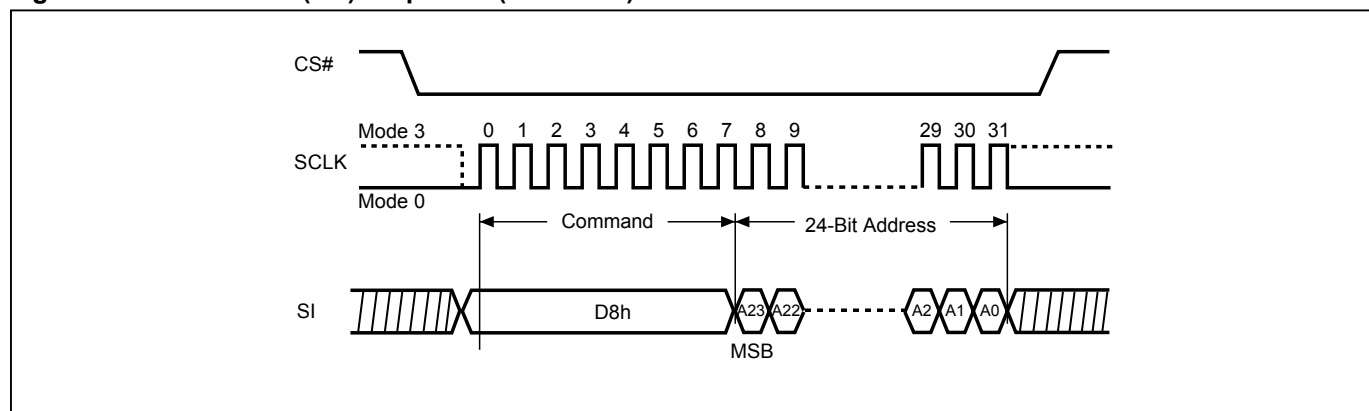 CS#
Mode 3
0 1 2 3 4 5 6 7 8 9 29 30 31
SCLK
Mode 0
Command
24-Bit Address
SI
D8h
A23 A22
A2 A1 A0
MSB